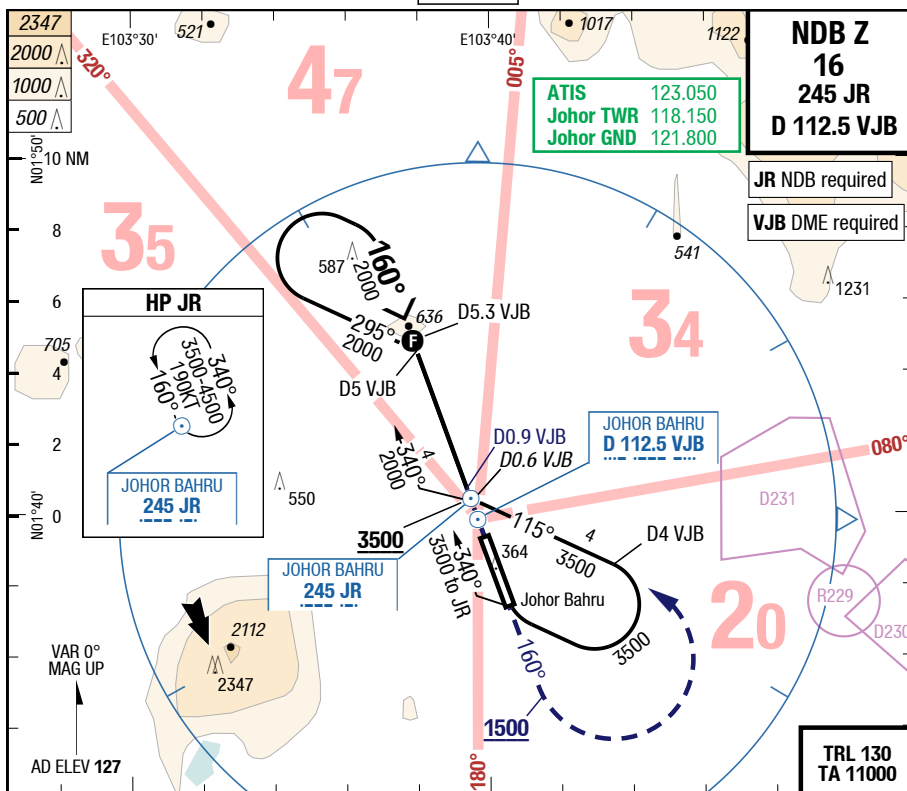 2347
2000
1000
500
E103°30'
521
E103°40'
1017
1122
320°
47
005°
ATIS 123.050
Johor TWR 118.150
Johor GND 121.800
NDB Z
16
245 JR
D 112.5 VJB
JR NDB required
VJB DME required
N01°50'
10 NM
8
6
4
2
0
N01°40'
35
587
160°
2000
636
295°
2000
D5.3 VJB
F
D5 VJB
541
1231
34
HP JR
340°
3500-4500
190KT
160°
JOHOR BAHRU
245 JR
705
550
4
340°
2000
D0.9 VJB
D0.6 VJB
JOHOR BAHRU
D 112.5 VJB
080°
D231
3500
115°
4
3500
D4 VJB
JOHOR BAHRU
245 JR
340°
3500 to JR
364
Johor Bahru
3500
20
R229
D230
160°
1500
2112
2347
VAR 0°
MAG UP
AD ELEV 127
180°
TRL 130
TA 11000